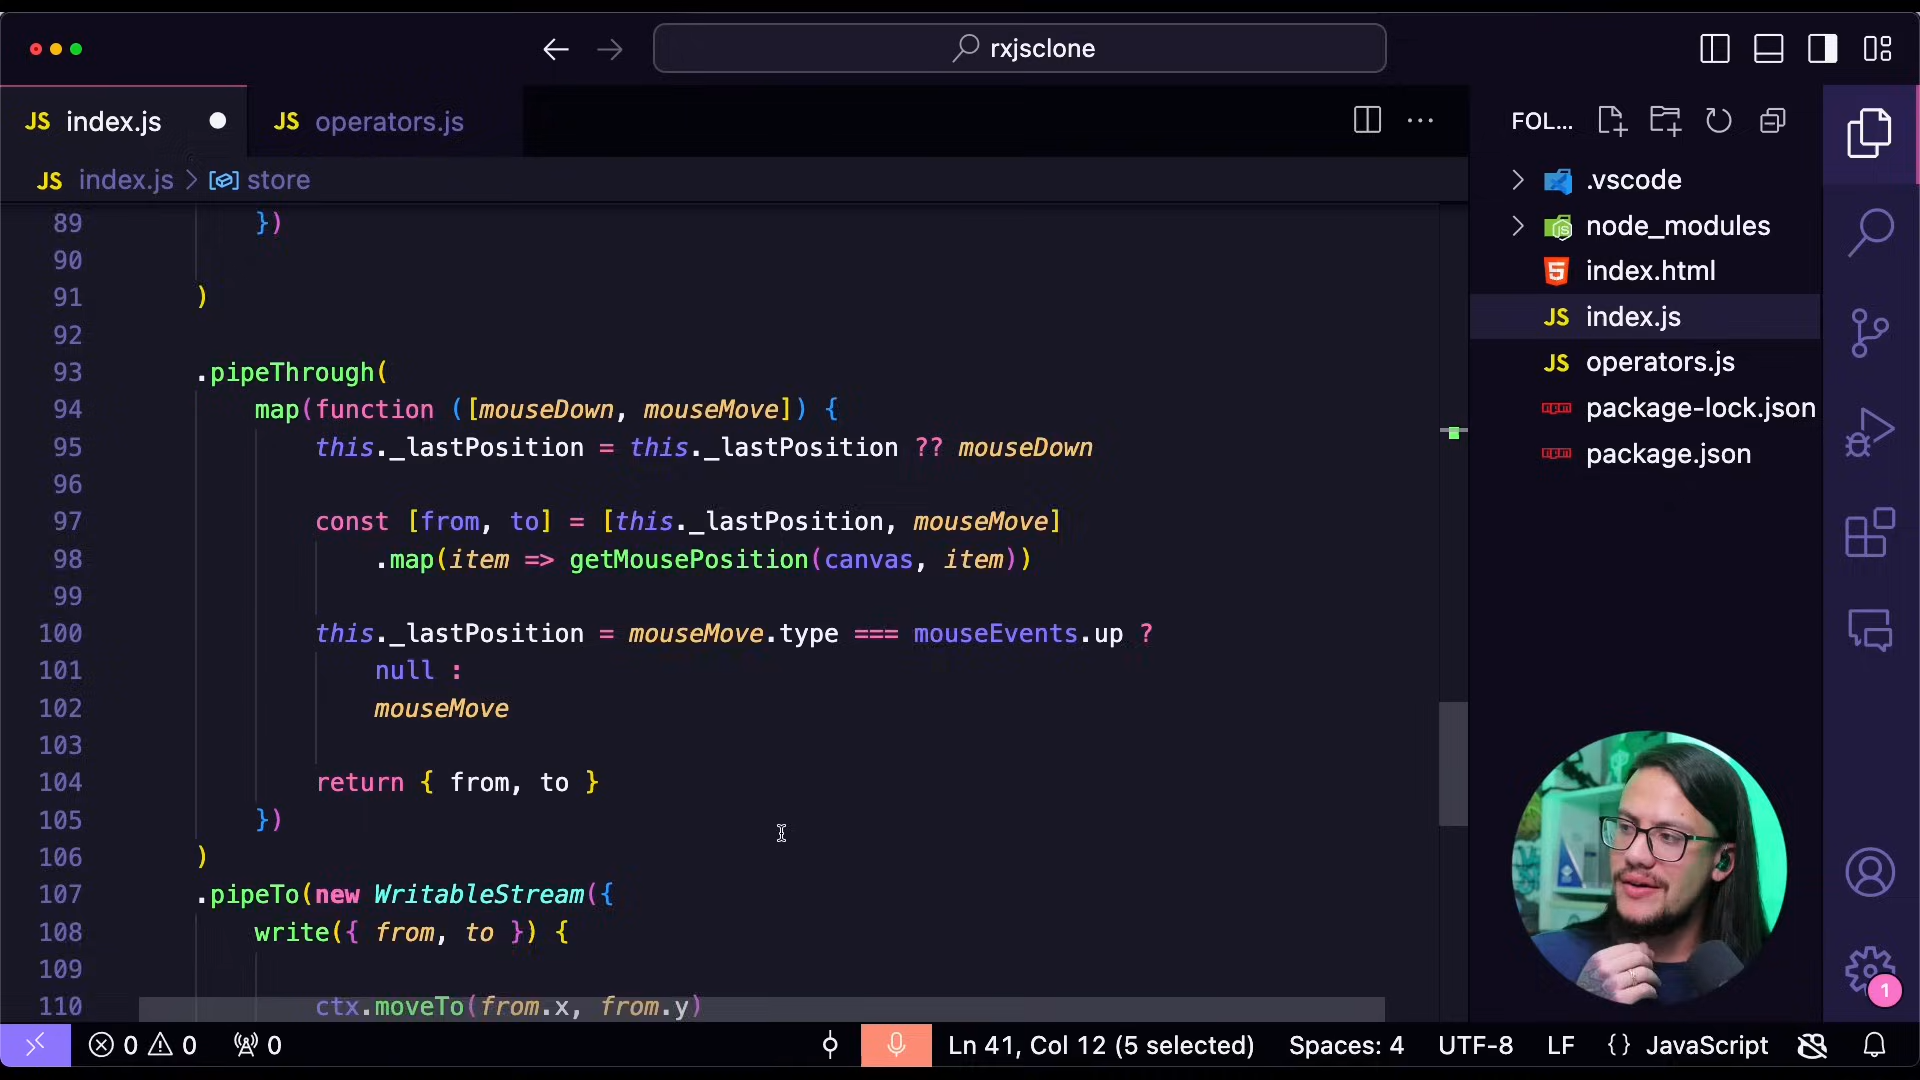 rxjsclone
JS index.js
JS operators.js
JS index.js > store
89 })
90
91 )
92
93 .pipeThrough(
94 map(function ([mouseDown, mouseMove]) {
95 this._lastPosition = this._lastPosition ?? mouseDown
96
97 const [from, to] = [this._lastPosition, mouseMove]
98 .map(item => getMousePosition(canvas, item))
99
100 this._lastPosition = mouseMove.type === mouseEvents.up ?
101 null :
102 mouseMove
103
104 return { from, to }
105 })
106 )
107 .pipeTo(new WritableStream({
108 write({ from, to }) {
109
110 ctx.moveTo(from.x, from.y)
FOL...
.vscode
node_modules
index.html
JS index.js
JS operators.js
package-lock.json
package.json
1
0 0 0 Ln 41, Col 12 (5 selected) Spaces: 4 UTF-8 LF {} JavaScript